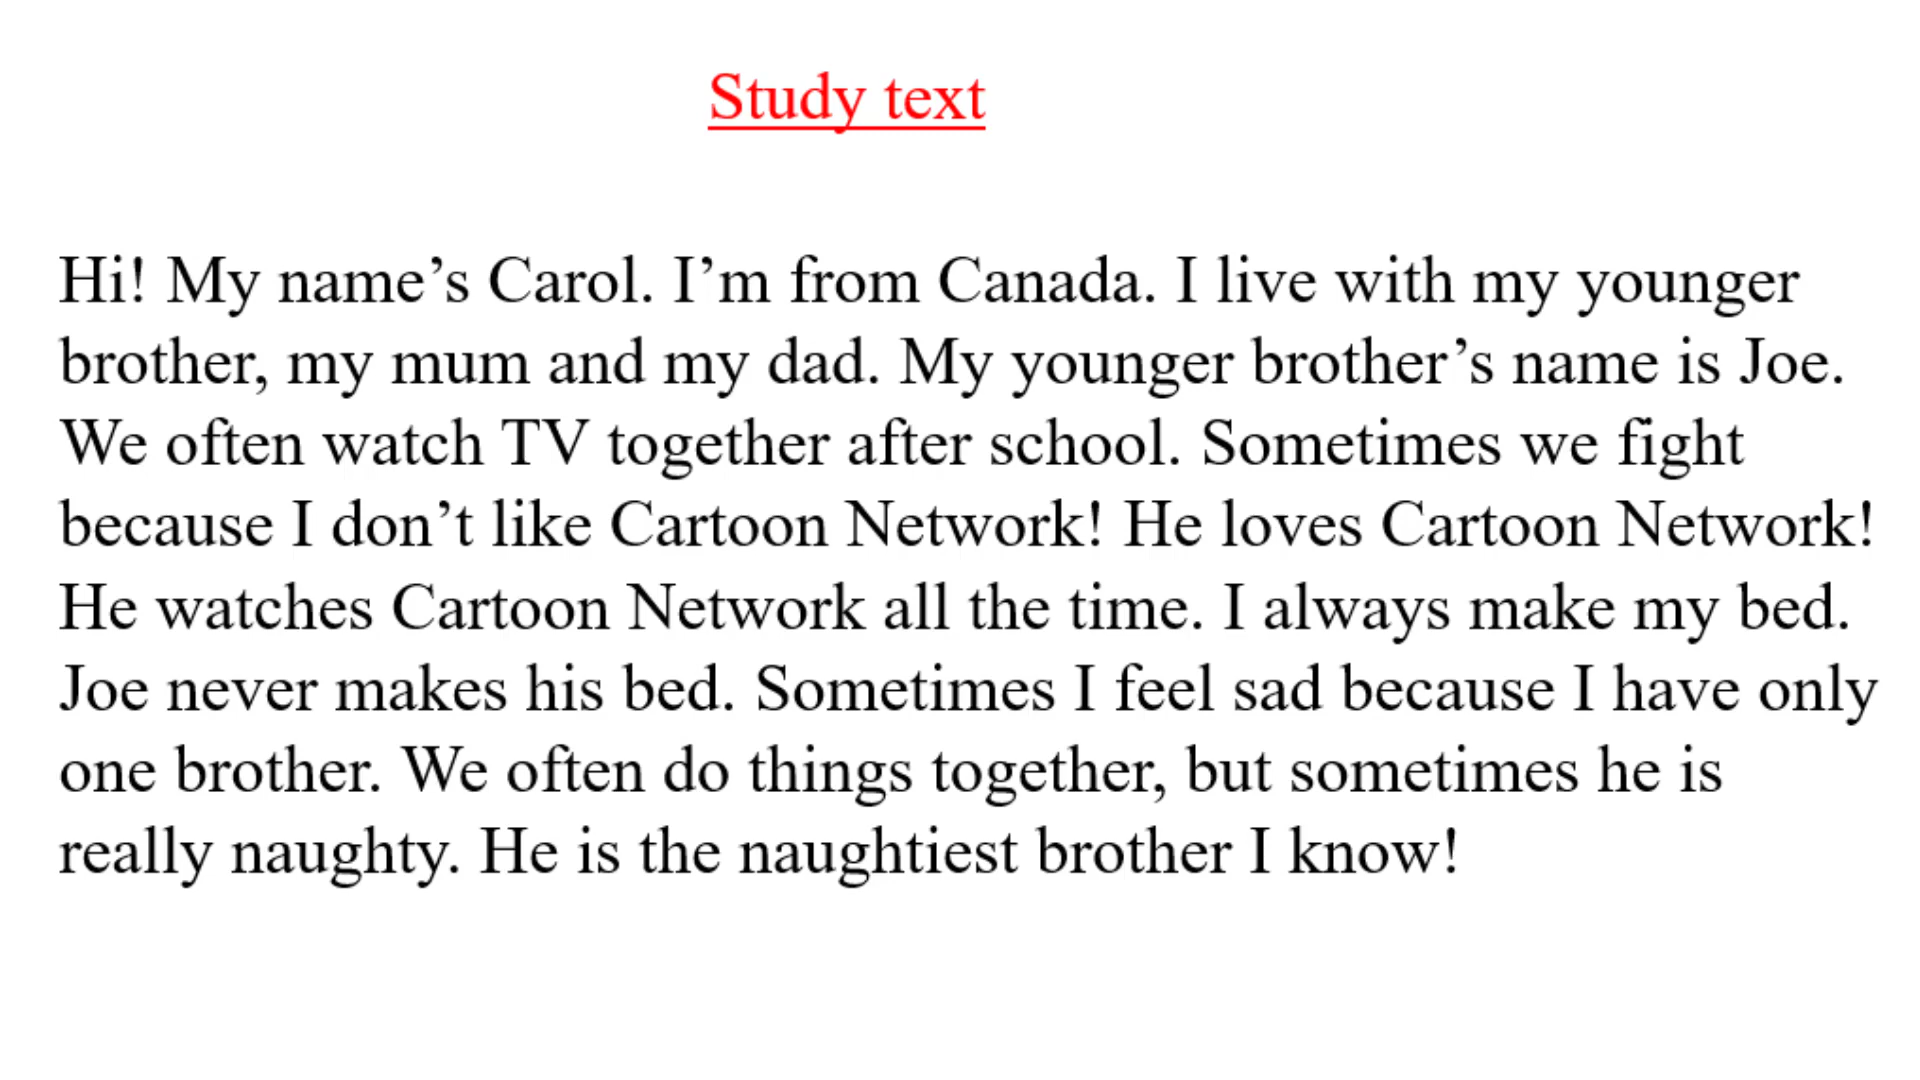 Study text
Hi! My name’s Carol. I’m from Canada. I live with my younger
brother, my mum and my dad. My younger brother’s name is Joe.
We often watch TV together after school. Sometimes we fight
because I don’t like Cartoon Network! He loves Cartoon Network!
He watches Cartoon Network all the time. I always make my bed.
Joe never makes his bed. Sometimes I feel sad because I have only
one brother. We often do things together, but sometimes he is
really naughty. He is the naughtiest brother I know!